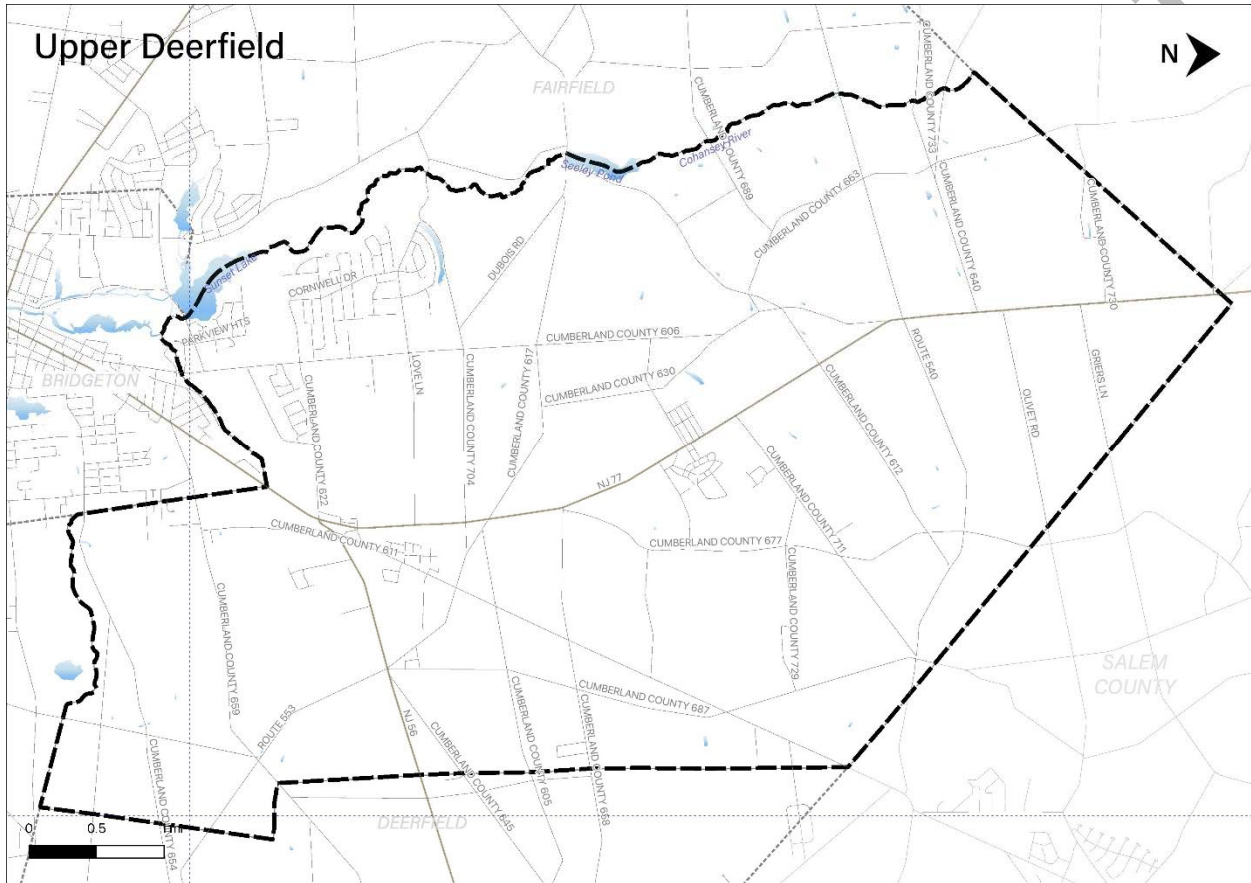 Upper Deerfield
N
FAIRFIELD
CUMBERLAND COUNTY 733
CUMBERLAND COUNTY 689
Cohansey River
Seeley Pond
CUMBERLAND COUNTY 663
CUMBERLAND COUNTY 640
CUMBERLAND COUNTY 730
DUBOIS RD
Sunset Lake
CORNWELL DR
PARKVIEW HTS
CUMBERLAND COUNTY 606
ROUTE 540
BRIDGETON
LOVE LN
CUMBERLAND COUNTY 617
CUMBERLAND COUNTY 630
CUMBERLAND COUNTY 622
CUMBERLAND COUNTY 704
CUMBERLAND COUNTY 612
OLIVET RD
GRIERS LN
NJ 77
CUMBERLAND COUNTY 711
CUMBERLAND COUNTY 611
CUMBERLAND COUNTY 677
CUMBERLAND COUNTY 729
CUMBERLAND COUNTY 659
SALEM
COUNTY
CUMBERLAND COUNTY 687
ROUTE 553
NJ 56
CUMBERLAND COUNTY 645
CUMBERLAND COUNTY 605
CUMBERLAND COUNTY 658
CUMBERLAND COUNTY 654
DEERFIELD
0 0.5 1 mi